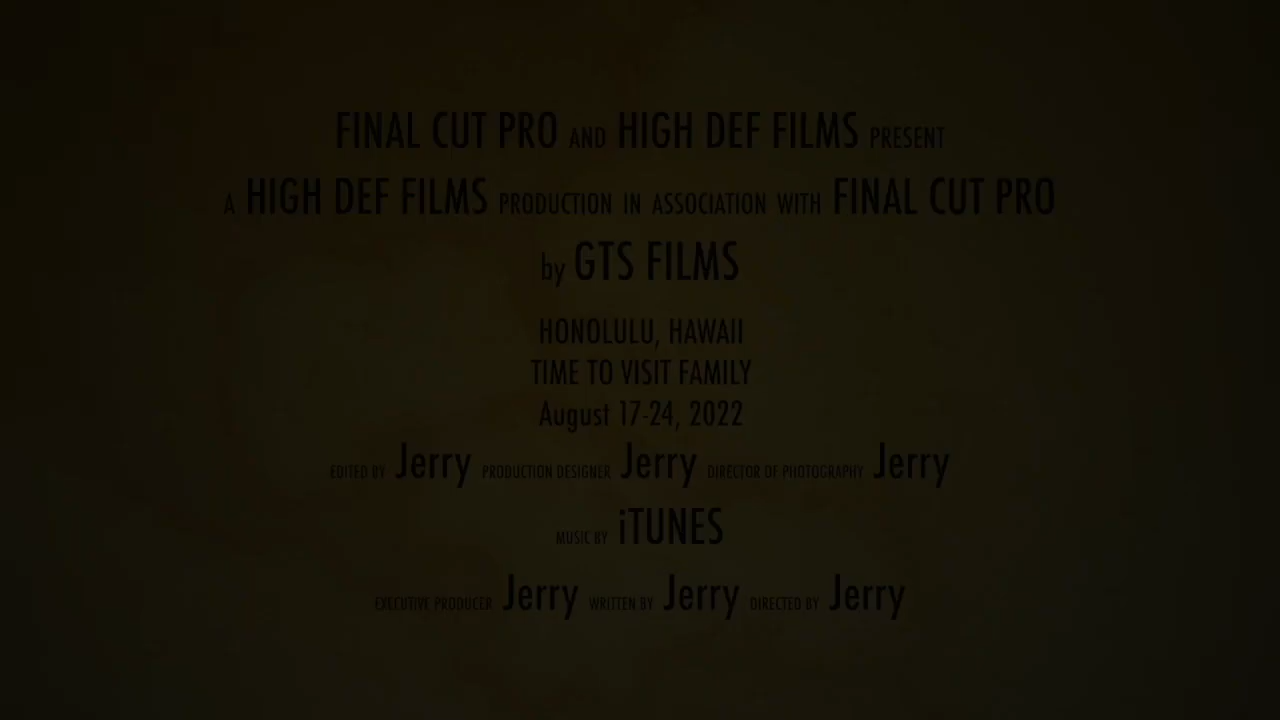 FINAL CUT PRO AND HIGH DEF FILMS PRESENT
A HIGH DEF FILMS PRODUCTION IN ASSOCIATION WITH FINAL CUT PRO
by GTS FILMS
HONOLULU, HAWAII
TIME TO VISIT FAMILY
August 17-24, 2022
EDITED BY Jerry PRODUCTION DESIGNER Jerry DIRECTOR OF PHOTOGRAPHY Jerry
MUSIC BY iTUNES
EXECUTIVE PRODUCER Jerry WRITTEN BY Jerry DIRECTED BY Jerry